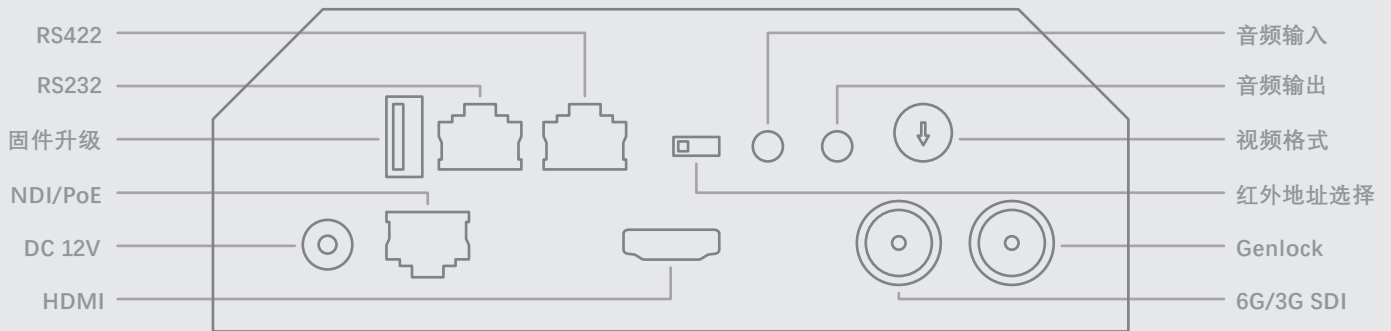 RS422
RS232
固件升级
NDI/PoE
DC 12V
HDMI
音频输入
音频输出
视频格式
红外地址选择
Genlock
6G/3G SDI